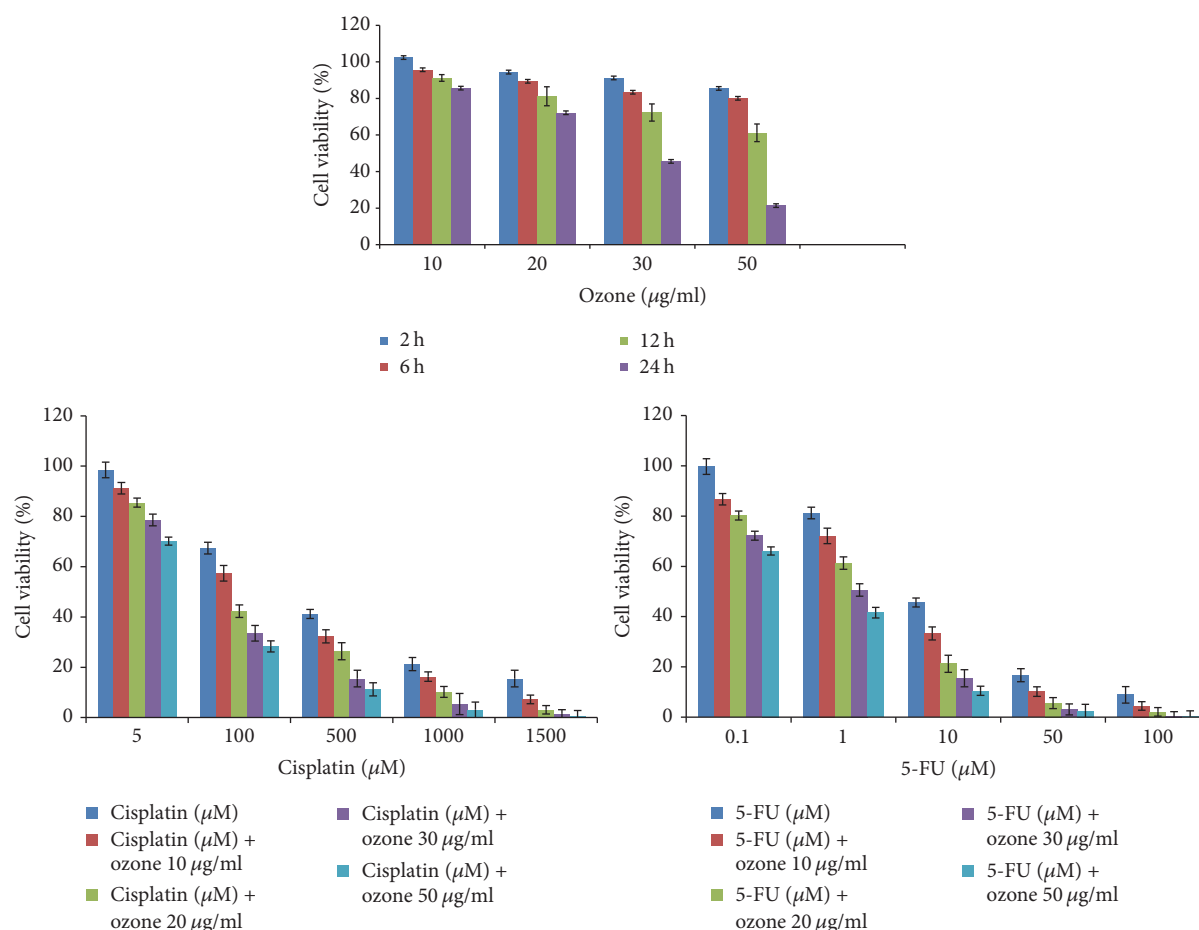 120
100
80
60
40
20
0
Cell viability (%)
10 20 30 50
Ozone (μg/ml)
2 h
6 h
12 h
24 h
120
100
80
60
40
20
0
Cell viability (%)
5 100 500 1000 1500
Cisplatin (μM)
Cisplatin (μM)
Cisplatin (μM) +
ozone 10 μg/ml
Cisplatin (μM) +
ozone 20 μg/ml
Cisplatin (μM) +
ozone 30 μg/ml
Cisplatin (μM) +
ozone 50 μg/ml
120
100
80
60
40
20
0
Cell viability (%)
0.1 1 10 50 100
5-FU (μM)
5-FU (μM)
5-FU (μM) +
ozone 10 μg/ml
5-FU (μM) +
ozone 20 μg/ml
5-FU (μM) +
ozone 30 μg/ml
5-FU (μM) +
ozone 50 μg/ml